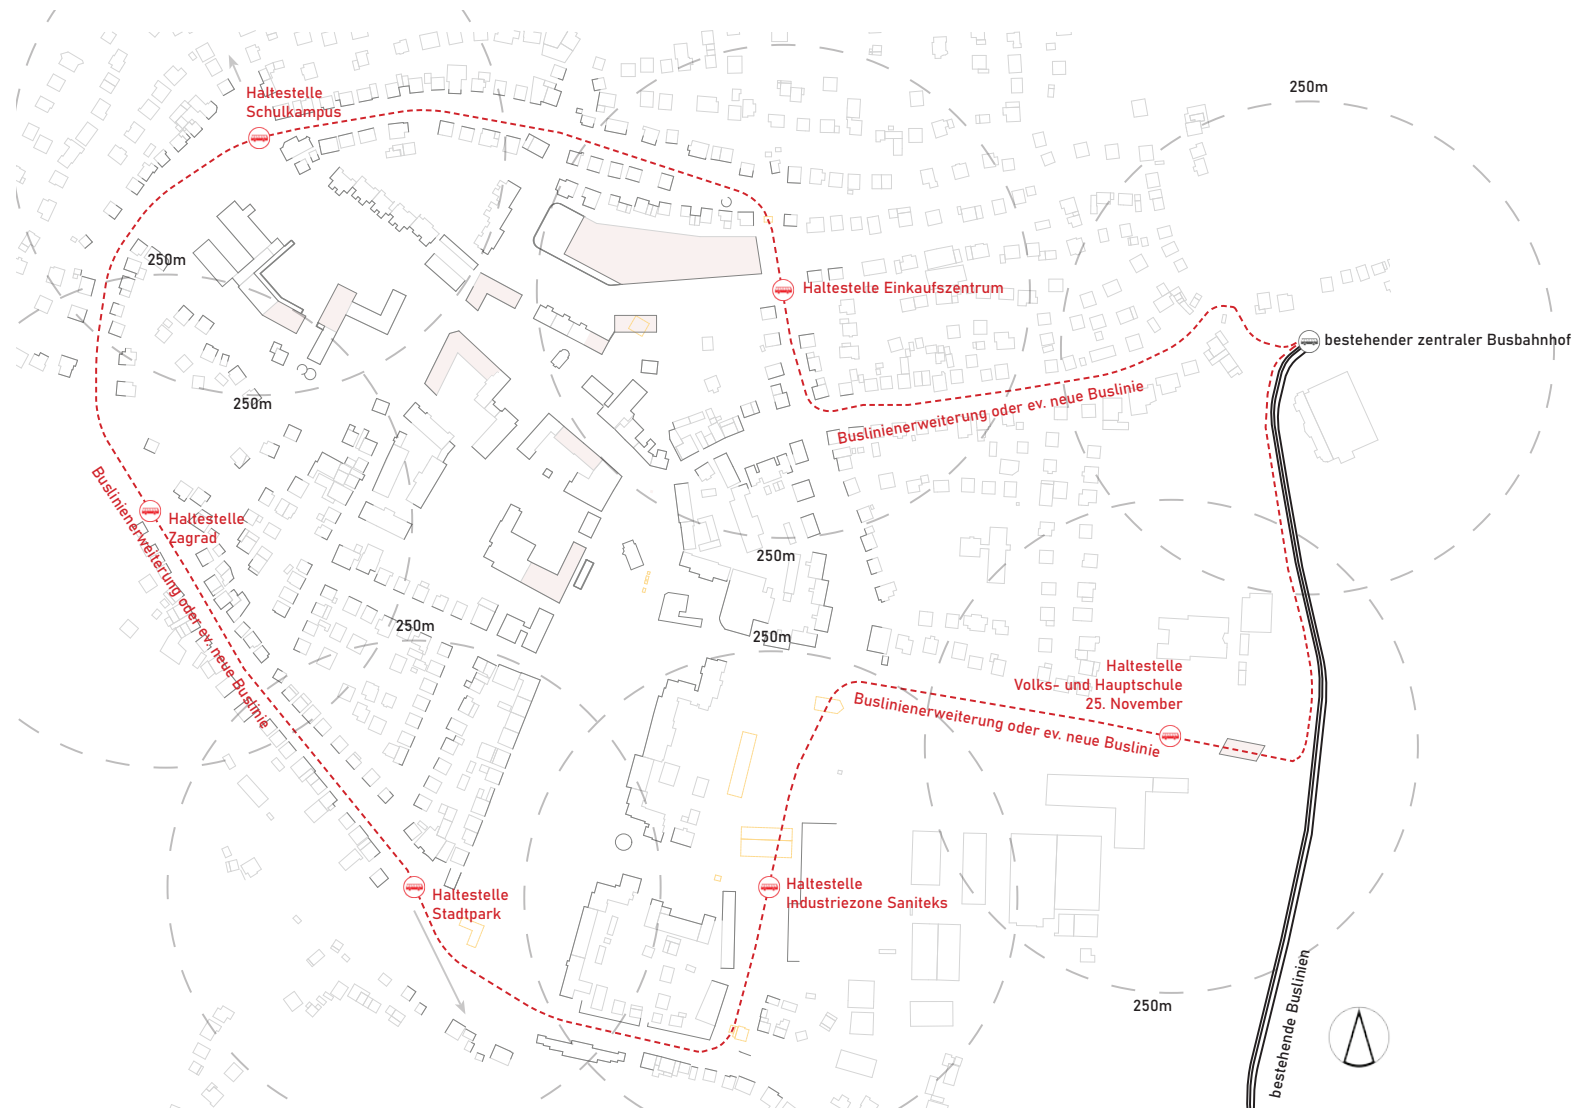 250m
Haltestelle
Schulkampus
250m
Haltestelle Einkaufszentrum
bestehender zentraler Busbahnhof
250m
Buslinienerweiterung oder ev. neue Buslinie
Buslinienerweiterung oder ev. neue Buslinie
Haltestelle
Zagrad
250m
250m
250m
Haltestelle
Volks- und Hauptschule
25. November
Buslinienerweiterung oder ev. neue Buslinie
Haltestelle
Stadtpark
Haltestelle
Industriezone Saniteks
250m
bestehende Buslinien